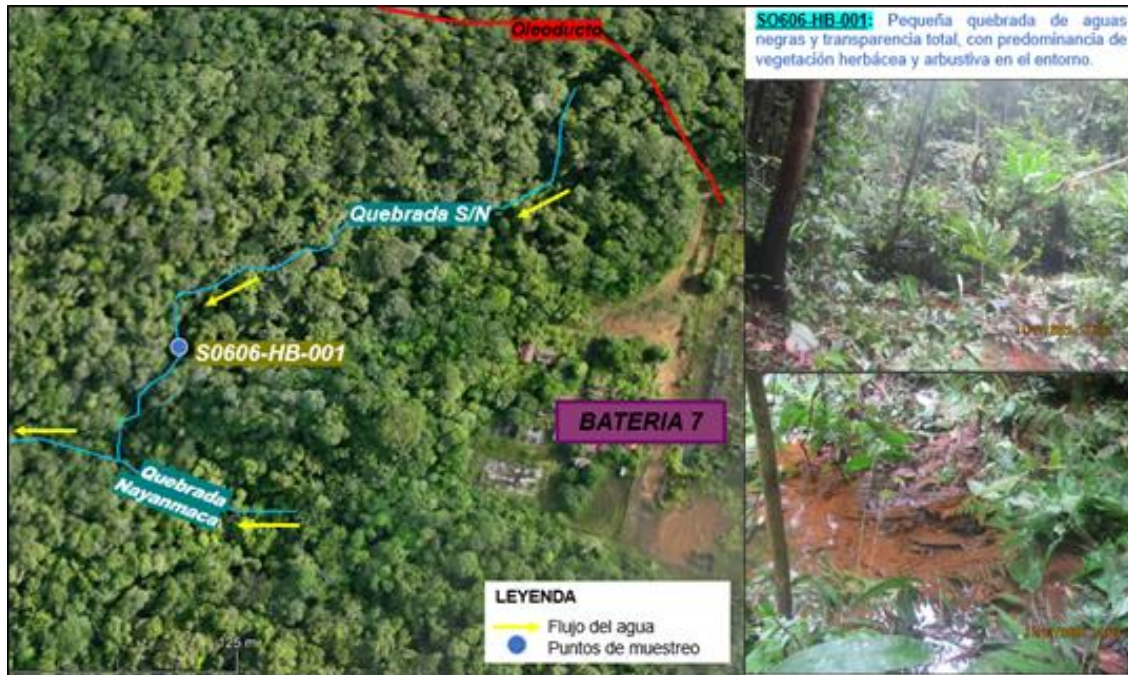 Oleoducto
SO606-HB-001: Pequeña quebrada de aguas
negras y transparencia total, con predominancia de
vegetación herbácea y arbustiva en el entorno.
Quebrada S/N
S0606-HB-001
BATERIA 7
Quebrada
Nayanmaca
LEYENDA
Flujo del agua
Puntos de muestreo